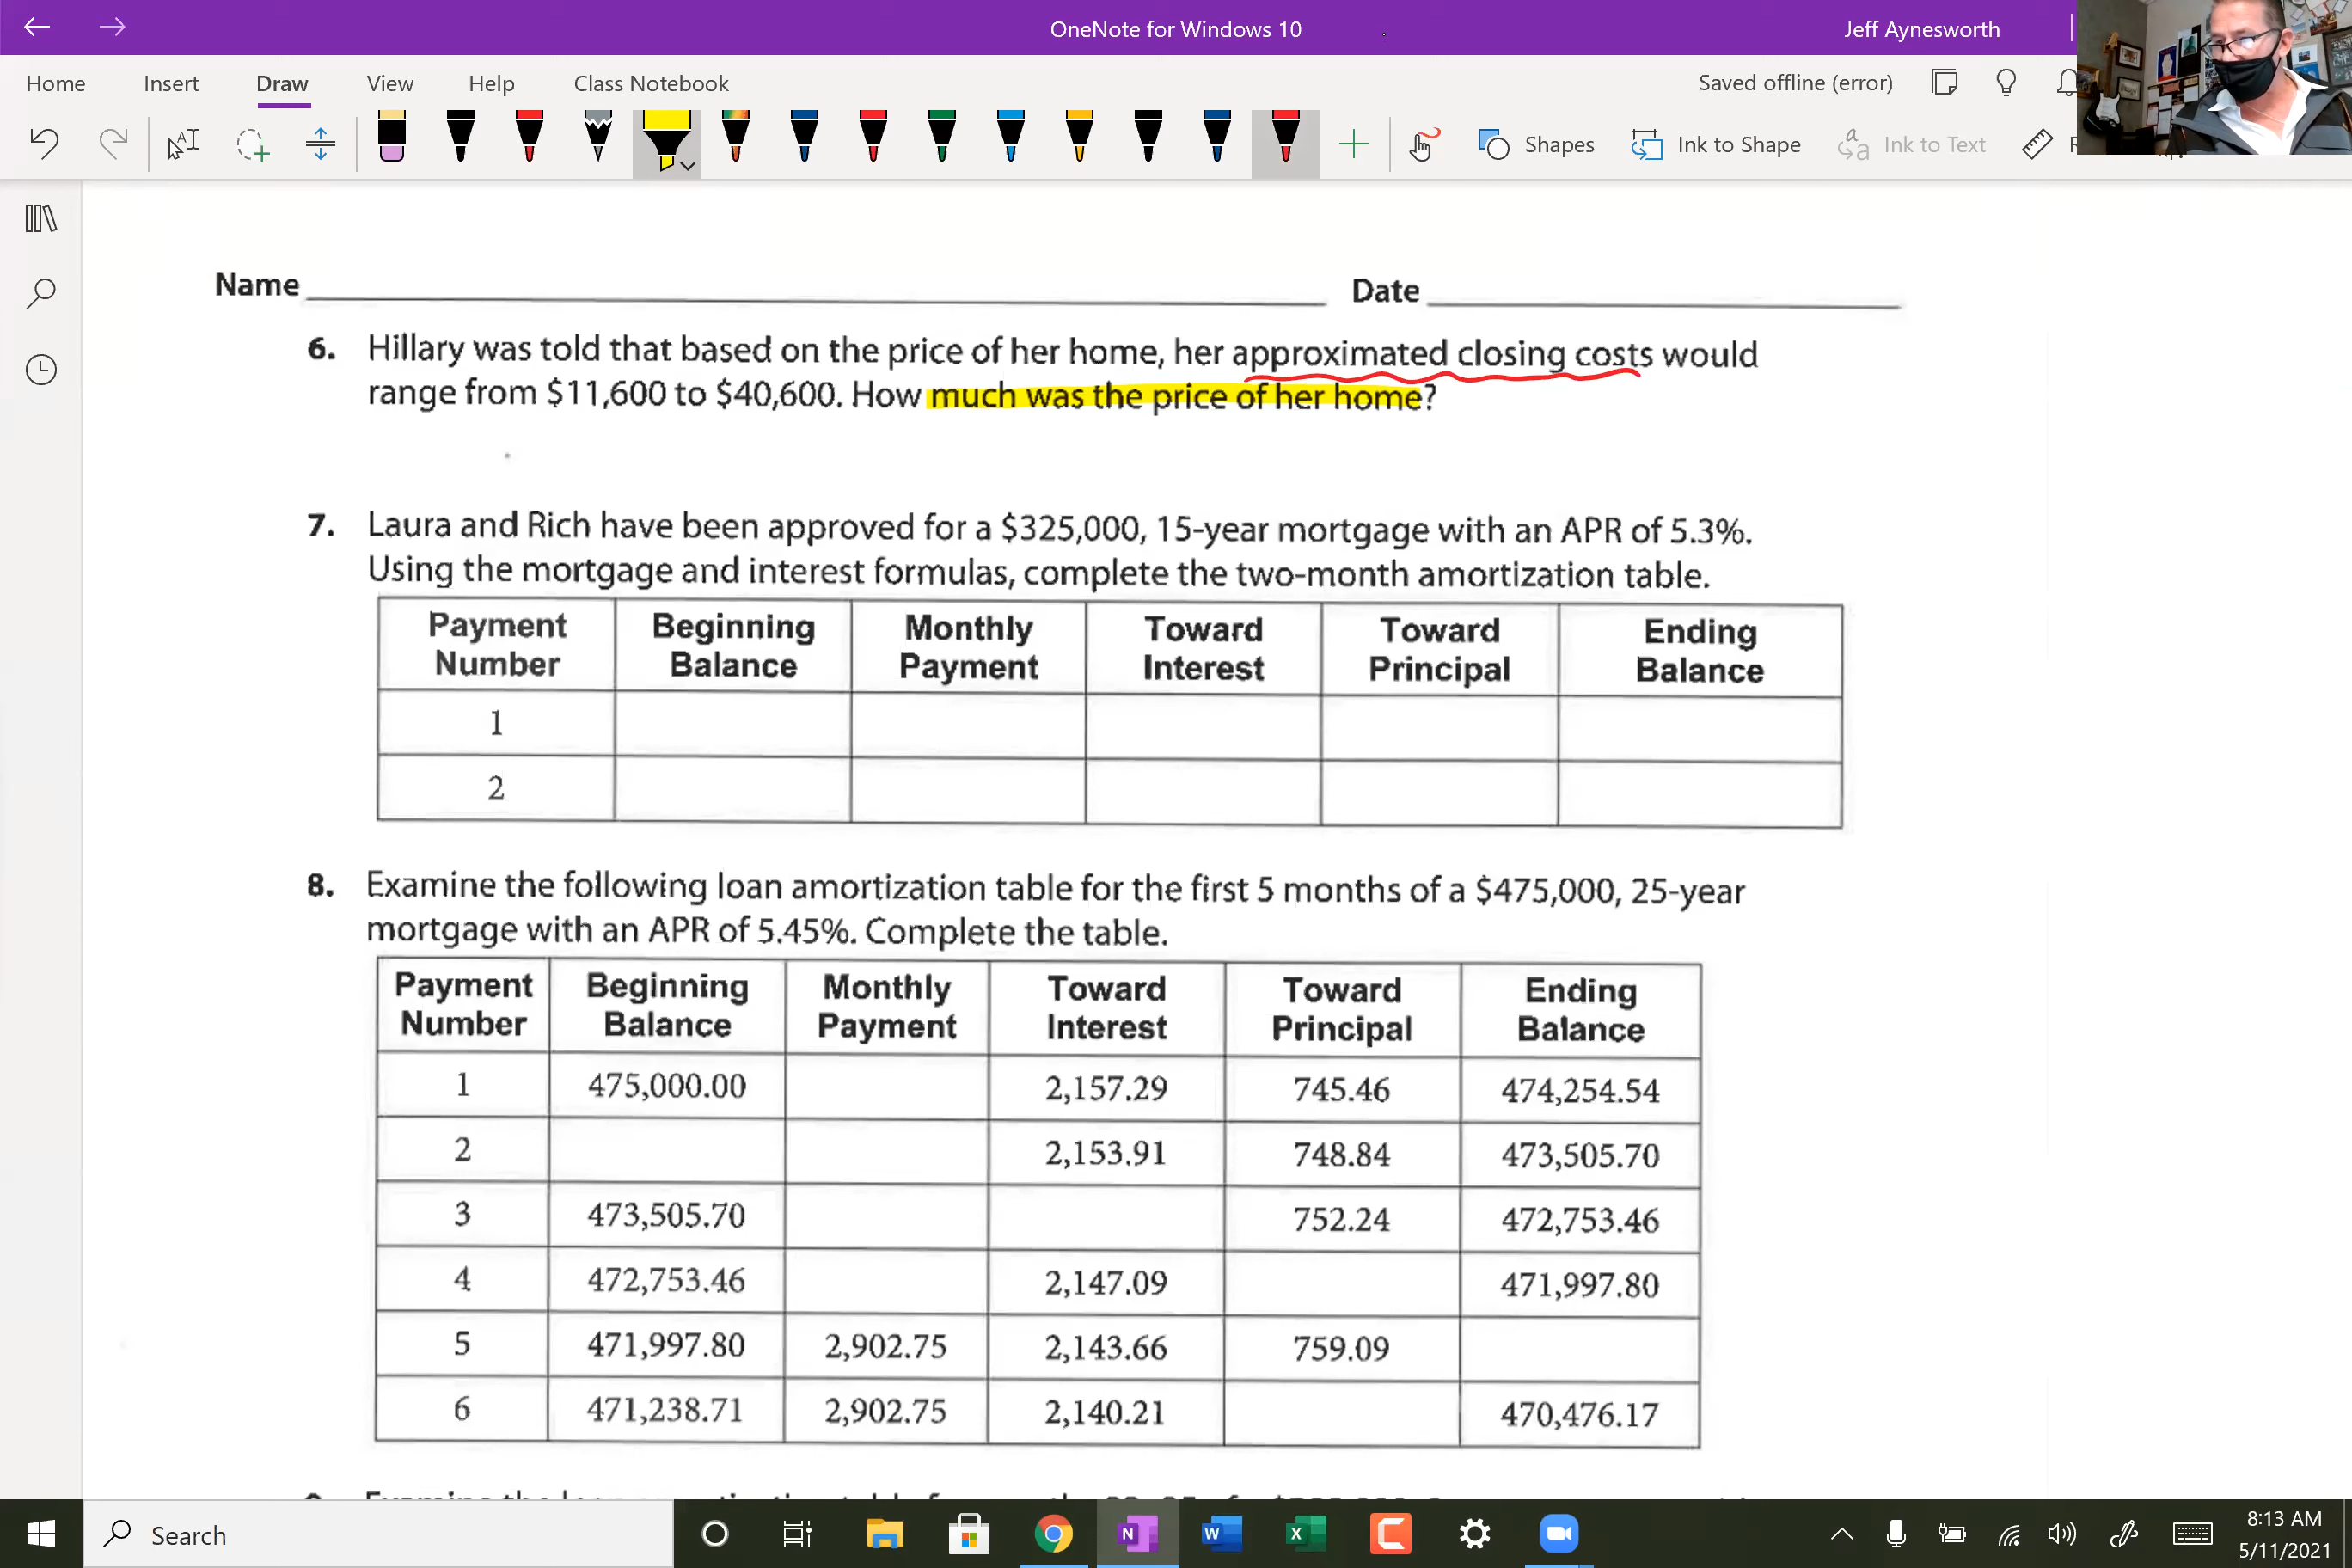 OneNote for Windows 10
Jeff Aynesworth
Home Insert Draw View Help Class Notebook
Saved offline (error)
Shapes Ink to Shape Ink to Text
Name Date
6. Hillary was told that based on the price of her home, her approximated closing costs would
range from $11,600 to $40,600. How much was the price of her home?
7. Laura and Rich have been approved for a $325,000, 15-year mortgage with an APR of 5.3%.
Using the mortgage and interest formulas, complete the two-month amortization table.
Payment Beginning Monthly Toward Toward Ending
Number Balance Payment Interest Principal Balance
1
2
8. Examine the following loan amortization table for the first 5 months of a $475,000, 25-year
mortgage with an APR of 5.45%. Complete the table.
Payment Beginning Monthly Toward Toward Ending
Number Balance Payment Interest Principal Balance
1 475,000.00 2,157.29 745.46 474,254.54
2 2,153.91 748.84 473,505.70
3 473,505.70 752.24 472,753.46
4 472,753.46 2,147.09 471,997.80
5 471,997.80 2,902.75 2,143.66 759.09
6 471,238.71 2,902.75 2,140.21 470,476.17
Search
8:13 AM
5/11/2021